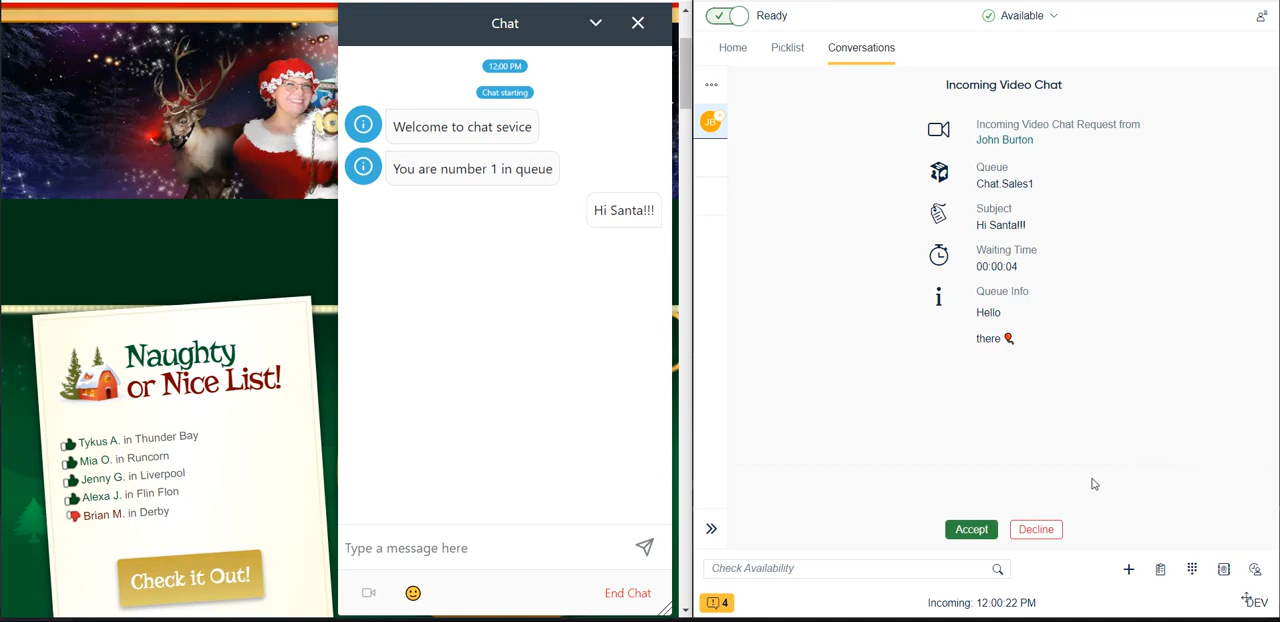 Naughty
or Nice List!
Tykus A. in Thunder Bay
Mia O. in Runcorn
Jenny G. in Liverpool
Alexa J. in Flin Flon
Brian M. in Derby
Check it Out!
Chat
12:00 PM
Chat starting
Welcome to chat sevice
You are number 1 in queue
Hi Santa!!!
Type a message here
End Chat
Ready
Available
Home Picklist Conversations
JB
Incoming Video Chat
Incoming Video Chat Request from
John Burton
Queue
Chat.Sales1
Subject
Hi Santa!!!
Waiting Time
00:00:04
Queue Info
Hello
there
Accept Decline
Check Availability
4
Incoming: 12:00:22 PM
DEV